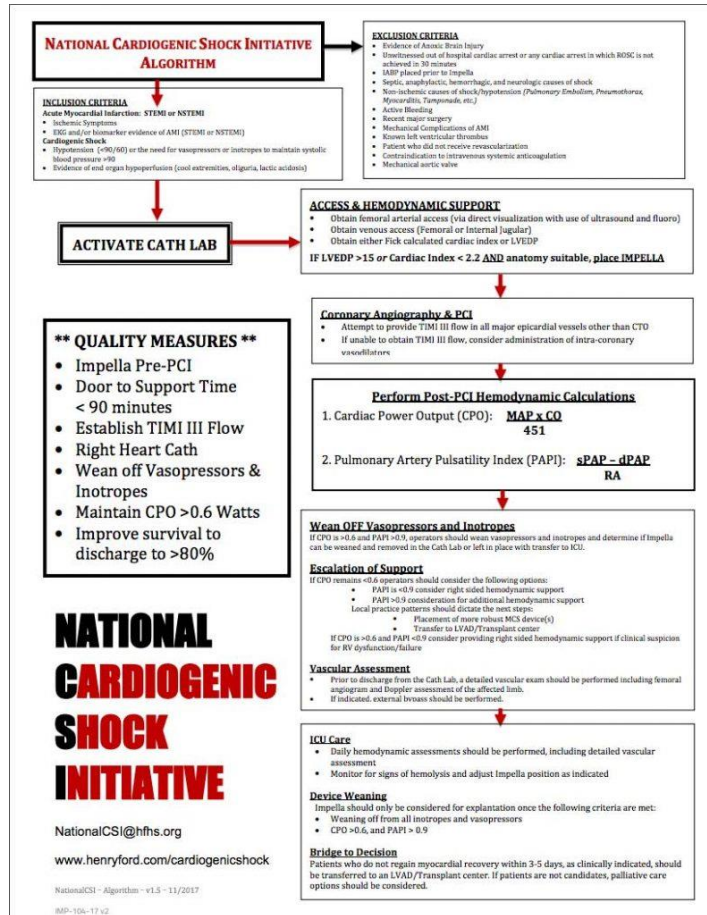 NATIONAL CARDIOGENIC SHOCK INITIATIVE
ALGORITHM
EXCLUSION CRITERIA
• Evidence of Anoxic Brain Injury
• Unwitnessed out of hospital cardiac arrest or any cardiac arrest in which ROSC is not
achieved in 30 minutes
• IABP placed prior to Impella
• Septic, anaphylactic, hemorrhagic, and neurologic causes of shock
• Non-ischemic causes of shock/hypotension (Pulmonary Embolism, Pneumothorax,
Myocarditis, Tamponade, etc.)
• Active Bleeding
• Recent major surgery
• Mechanical Complications of AMI
• Known left ventricular thrombus
• Patient who did not receive revascularization
• Contraindication to intravenous systemic anticoagulation
• Mechanical aortic valve
INCLUSION CRITERIA
Acute Myocardial Infarction: STEMI or NSTEMI
• Ischemic Symptoms
• EKG and/or biomarker evidence of AMI (STEMI or NSTEMI)
Cardiogenic Shock
• Hypotension (<90/60) or the need for vasopressors or inotropes to maintain systolic
blood pressure >90
• Evidence of end organ hypoperfusion (cool extremities, oliguria, lactic acidosis)
ACTIVATE CATH LAB
ACCESS & HEMODYNAMIC SUPPORT
• Obtain femoral arterial access (via direct visualization with use of ultrasound and fluoro)
• Obtain venous access (Femoral or Internal Jugular)
• Obtain either Fick calculated cardiac index or LVEDP
IF LVEDP >15 or Cardiac Index < 2.2 AND anatomy suitable, place IMPELLA
Coronary Angiography & PCI
• Attempt to provide TIMI III flow in all major epicardial vessels other than CTO
• If unable to obtain TIMI III flow, consider administration of intra-coronary
vasodilators
Perform Post-PCI Hemodynamic Calculations
1. Cardiac Power Output (CPO): MAP x CO
451
2. Pulmonary Artery Pulsatility Index (PAPI): sPAP – dPAP
RA
** QUALITY MEASURES **
• Impella Pre-PCI
• Door to Support Time
< 90 minutes
• Establish TIMI III Flow
• Right Heart Cath
• Wean off Vasopressors &
Inotropes
• Maintain CPO >0.6 Watts
• Improve survival to
discharge to >80%
Wean OFF Vasopressors and Inotropes
If CPO is >0.6 and PAPI >0.9, operators should wean vasopressors and inotropes and determine if Impella
can be weaned and removed in the Cath Lab or left in place with transfer to ICU.
Escalation of Support
If CPO remains <0.6 operators should consider the following options:
• PAPI is <0.9 consider right sided hemodynamic support
• PAPI >0.9 consideration for additional hemodynamic support
Local practice patterns should dictate the next steps:
• Placement of more robust MCS device(s)
• Transfer to LVAD/Transplant center
If CPO is >0.6 and PAPI <0.9 consider providing right sided hemodynamic support if clinical suspicion
for RV dysfunction/failure
Vascular Assessment
• Prior to discharge from the Cath Lab, a detailed vascular exam should be performed including femoral
angiogram and Doppler assessment of the affected limb.
• If indicated, external bypass should be performed.
ICU Care
• Daily hemodynamic assessments should be performed, including detailed vascular
assessment
• Monitor for signs of hemolysis and adjust Impella position as indicated
Device Weaning
Impella should only be considered for explantation once the following criteria are met:
• Weaning off from all inotropes and vasopressors
• CPO >0.6, and PAPI > 0.9
Bridge to Decision
Patients who do not regain myocardial recovery within 3-5 days, as clinically indicated, should
be transferred to an LVAD/Transplant center. If patients are not candidates, palliative care
options should be considered.
NATIONAL
CARDIOGENIC
SHOCK
INITIATIVE
NationalCSI@hfhs.org
www.henryford.com/cardiogenicshock
NationalCSI – Algorithm – v1.5 – 11/2017
IMP-104-17 v2